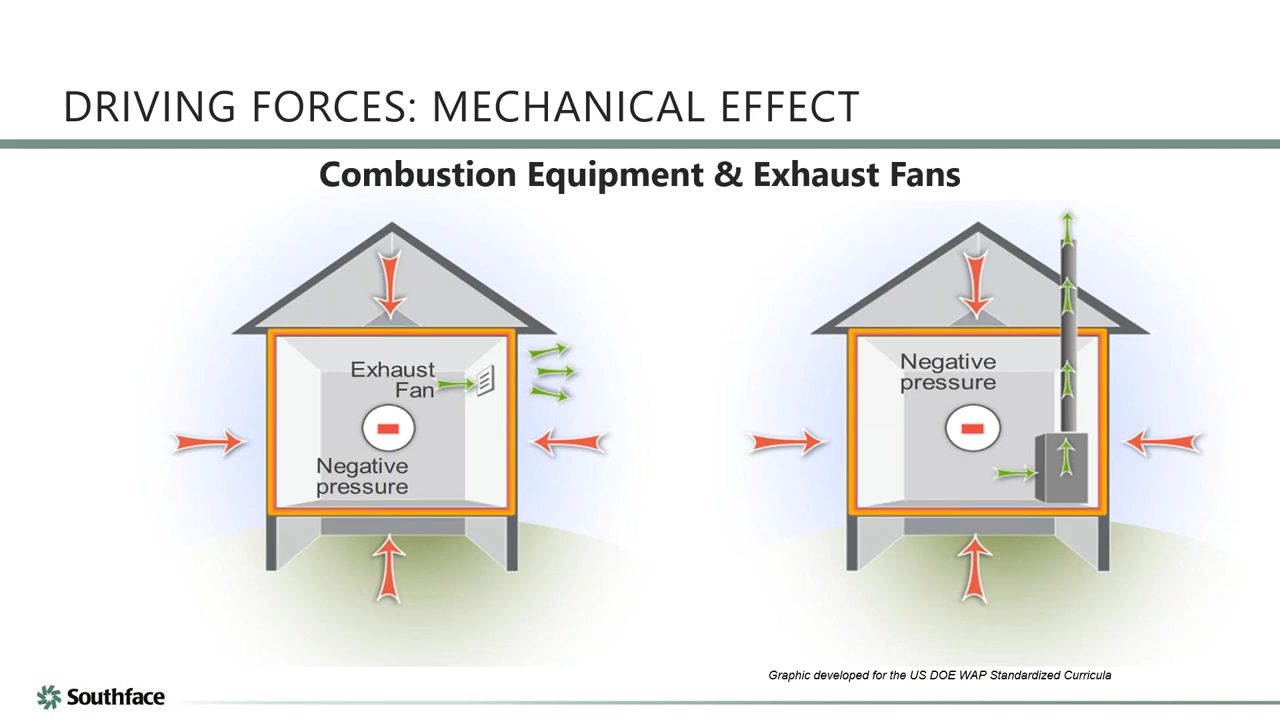 DRIVING FORCES: MECHANICAL EFFECT
Combustion Equipment & Exhaust Fans
Exhaust
Fan
Negative
pressure
Negative
pressure
Graphic developed for the US DOE WAP Standardized Curricula
Southface